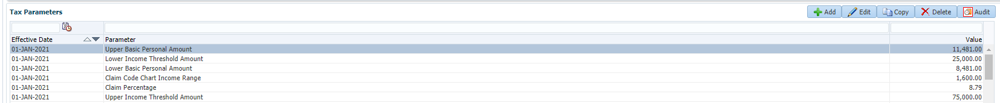 Tax Parameters
Add Edit Copy Delete Audit
Effective Date Parameter Value
01-JAN-2021 Upper Basic Personal Amount 11,481.00
01-JAN-2021 Lower Income Threshold Amount 25,000.00
01-JAN-2021 Lower Basic Personal Amount 8,481.00
01-JAN-2021 Claim Code Chart Income Range 1,600.00
01-JAN-2021 Claim Percentage 8.79
01-JAN-2021 Upper Income Threshold Amount 75,000.00